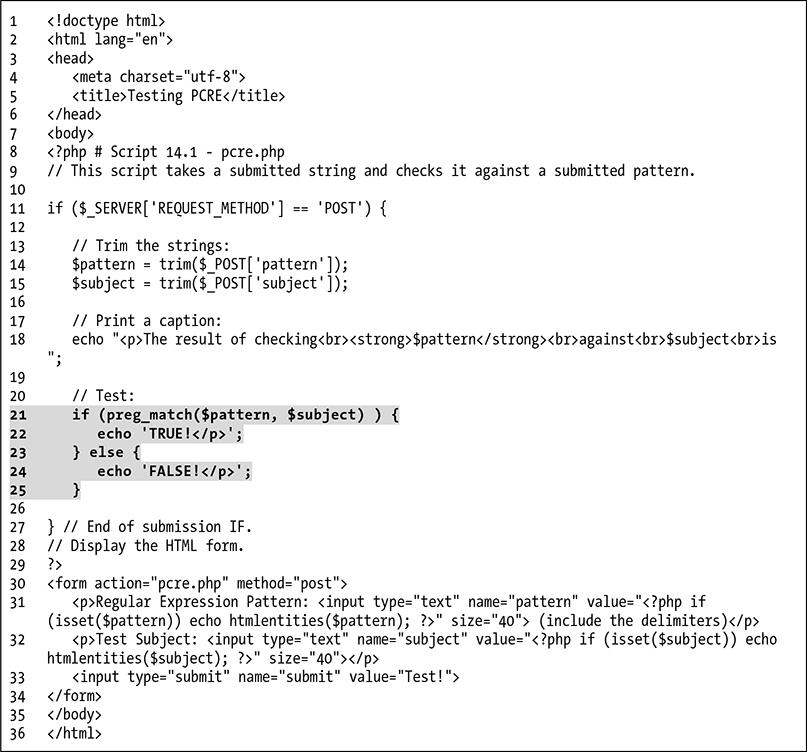 1 <!doctype html>
2 <html lang="en">
3 <head>
4 <meta charset="utf-8">
5 <title>Testing PCRE</title>
6 </head>
7 <body>
8 <?php # Script 14.1 - pcre.php
9 // This script takes a submitted string and checks it against a submitted pattern.
10
11 if ($_SERVER['REQUEST_METHOD'] == 'POST') {
12
13 // Trim the strings:
14 $pattern = trim($_POST['pattern']);
15 $subject = trim($_POST['subject']);
16
17 // Print a caption:
18 echo "<p>The result of checking<br><strong>$pattern</strong><br>against<br>$subject<br>is
";
19
20 // Test:
21 if (preg_match($pattern, $subject) ) {
22 echo 'TRUE!</p>';
23 } else {
24 echo 'FALSE!</p>';
25 }
26
27 } // End of submission IF.
28 // Display the HTML form.
29 ?>
30 <form action="pcre.php" method="post">
31 <p>Regular Expression Pattern: <input type="text" name="pattern" value="<?php if
(isset($pattern)) echo htmlentities($pattern); ?>" size="40"> (include the delimiters)</p>
32 <p>Test Subject: <input type="text" name="subject" value="<?php if (isset($subject)) echo
htmlentities($subject); ?>" size="40"></p>
33 <input type="submit" name="submit" value="Test!">
34 </form>
35 </body>
36 </html>